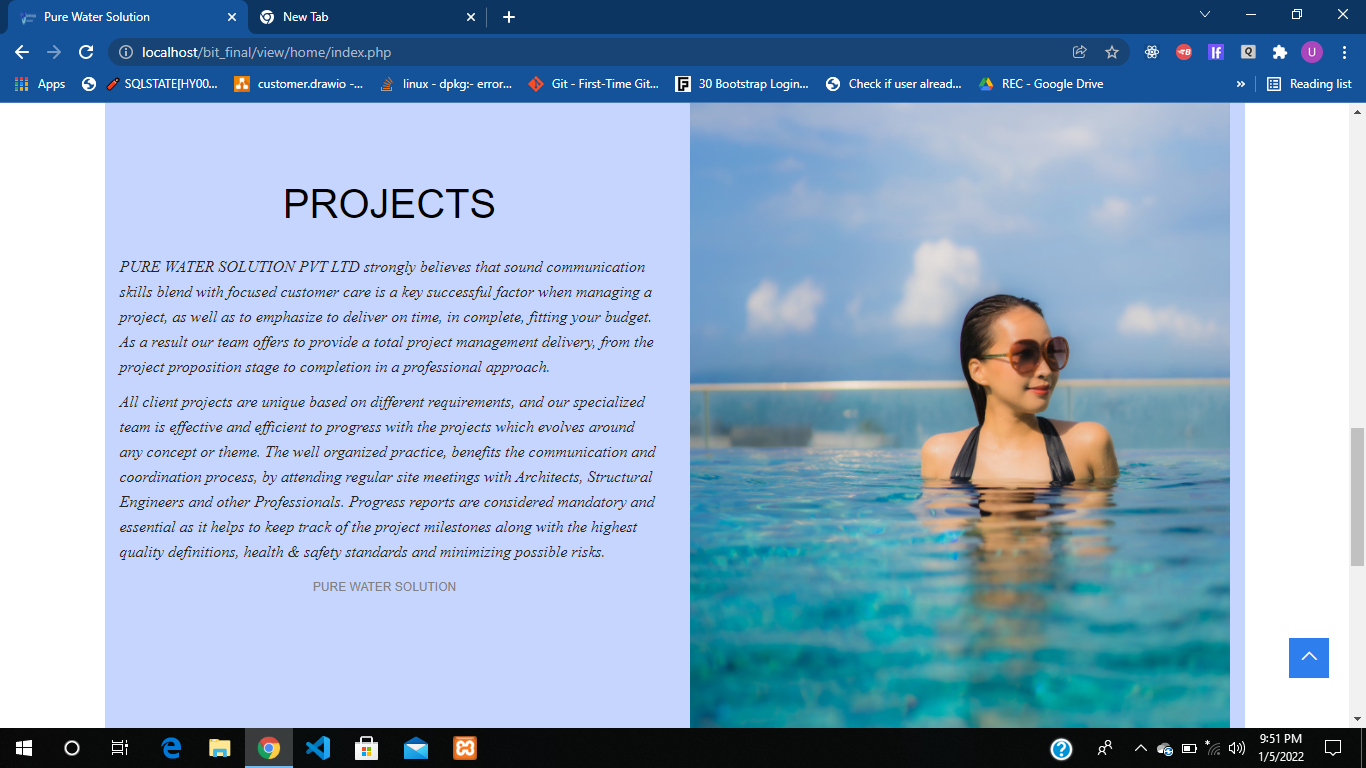 Pure Water Solution
New Tab
localhost/bit_final/view/home/index.php
U
Apps
SQLSTATE[HY00...
customer.drawio -...
linux - dpkg:- error...
Git - First-Time Git...
30 Bootstrap Login...
Check if user alread...
REC - Google Drive
»
Reading list
PROJECTS
PURE WATER SOLUTION PVT LTD strongly believes that sound communication
skills blend with focused customer care is a key successful factor when managing a
project, as well as to emphasize to deliver on time, in complete, fitting your budget.
As a result our team offers to provide a total project management delivery, from the
project proposition stage to completion in a professional approach.
All client projects are unique based on different requirements, and our specialized
team is effective and efficient to progress with the projects which evolves around
any concept or theme. The well organized practice, benefits the communication and
coordination process, by attending regular site meetings with Architects, Structural
Engineers and other Professionals. Progress reports are considered mandatory and
essential as it helps to keep track of the project milestones along with the highest
quality definitions, health & safety standards and minimizing possible risks.
PURE WATER SOLUTION
9:51 PM
1/5/2022